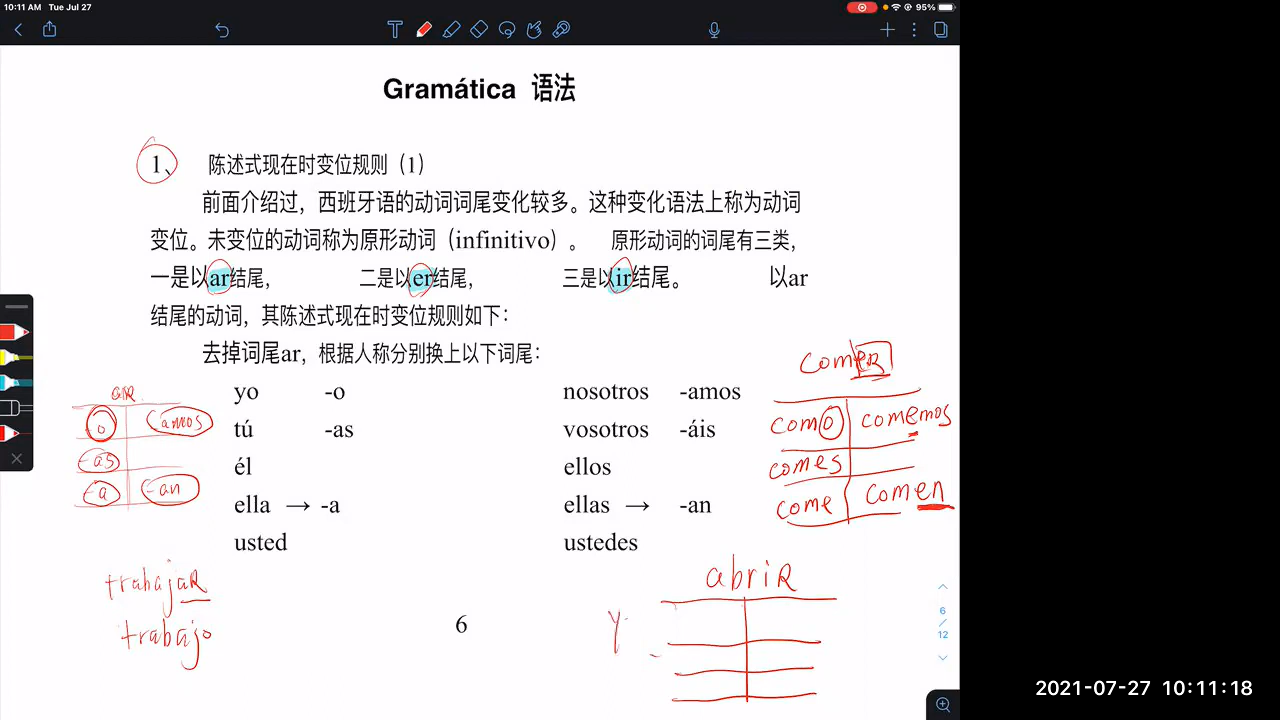 10:11 AM Tue Jul 27
95%
Gramática 语法
1、 陈述式现在时变位规则（1）
前面介绍过，西班牙语的动词词尾变化较多。这种变化语法上称为动词
变位。未变位的动词称为原形动词（infinitivo）。 原形动词的词尾有三类，
一是以ar结尾， 二是以er结尾， 三是以ir结尾。 以ar
结尾的动词，其陈述式现在时变位规则如下：
去掉词尾ar，根据人称分别换上以下词尾：
yo -o nosotros -amos
tú -as vosotros -áis
él ellos
ella → -a ellas → -an
usted ustedes
aR
-o -amos
-as
-a -an
trabajaR
trabajo
comeR
como comemos
comes
come comen
abriR
y
6
6
/
12
2021-07-27 10:11:18